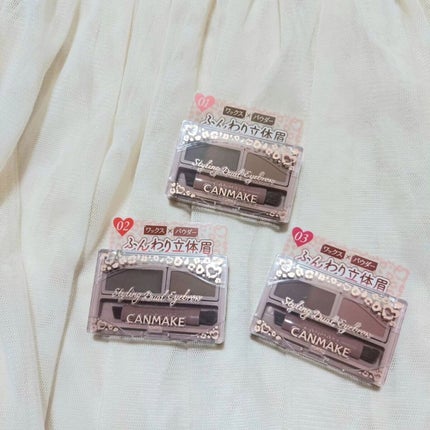 01
ワックス×パウダー
ふんわり立体眉
Styling Dual Eyebrow
CANMAKE
02
ワックス×パウダー
ふんわり立体眉
Styling Dual Eyebrow
CANMAKE
03
ワックス×パウダー
ふんわり立体眉
Styling Dual Eyebrow
CANMAKE